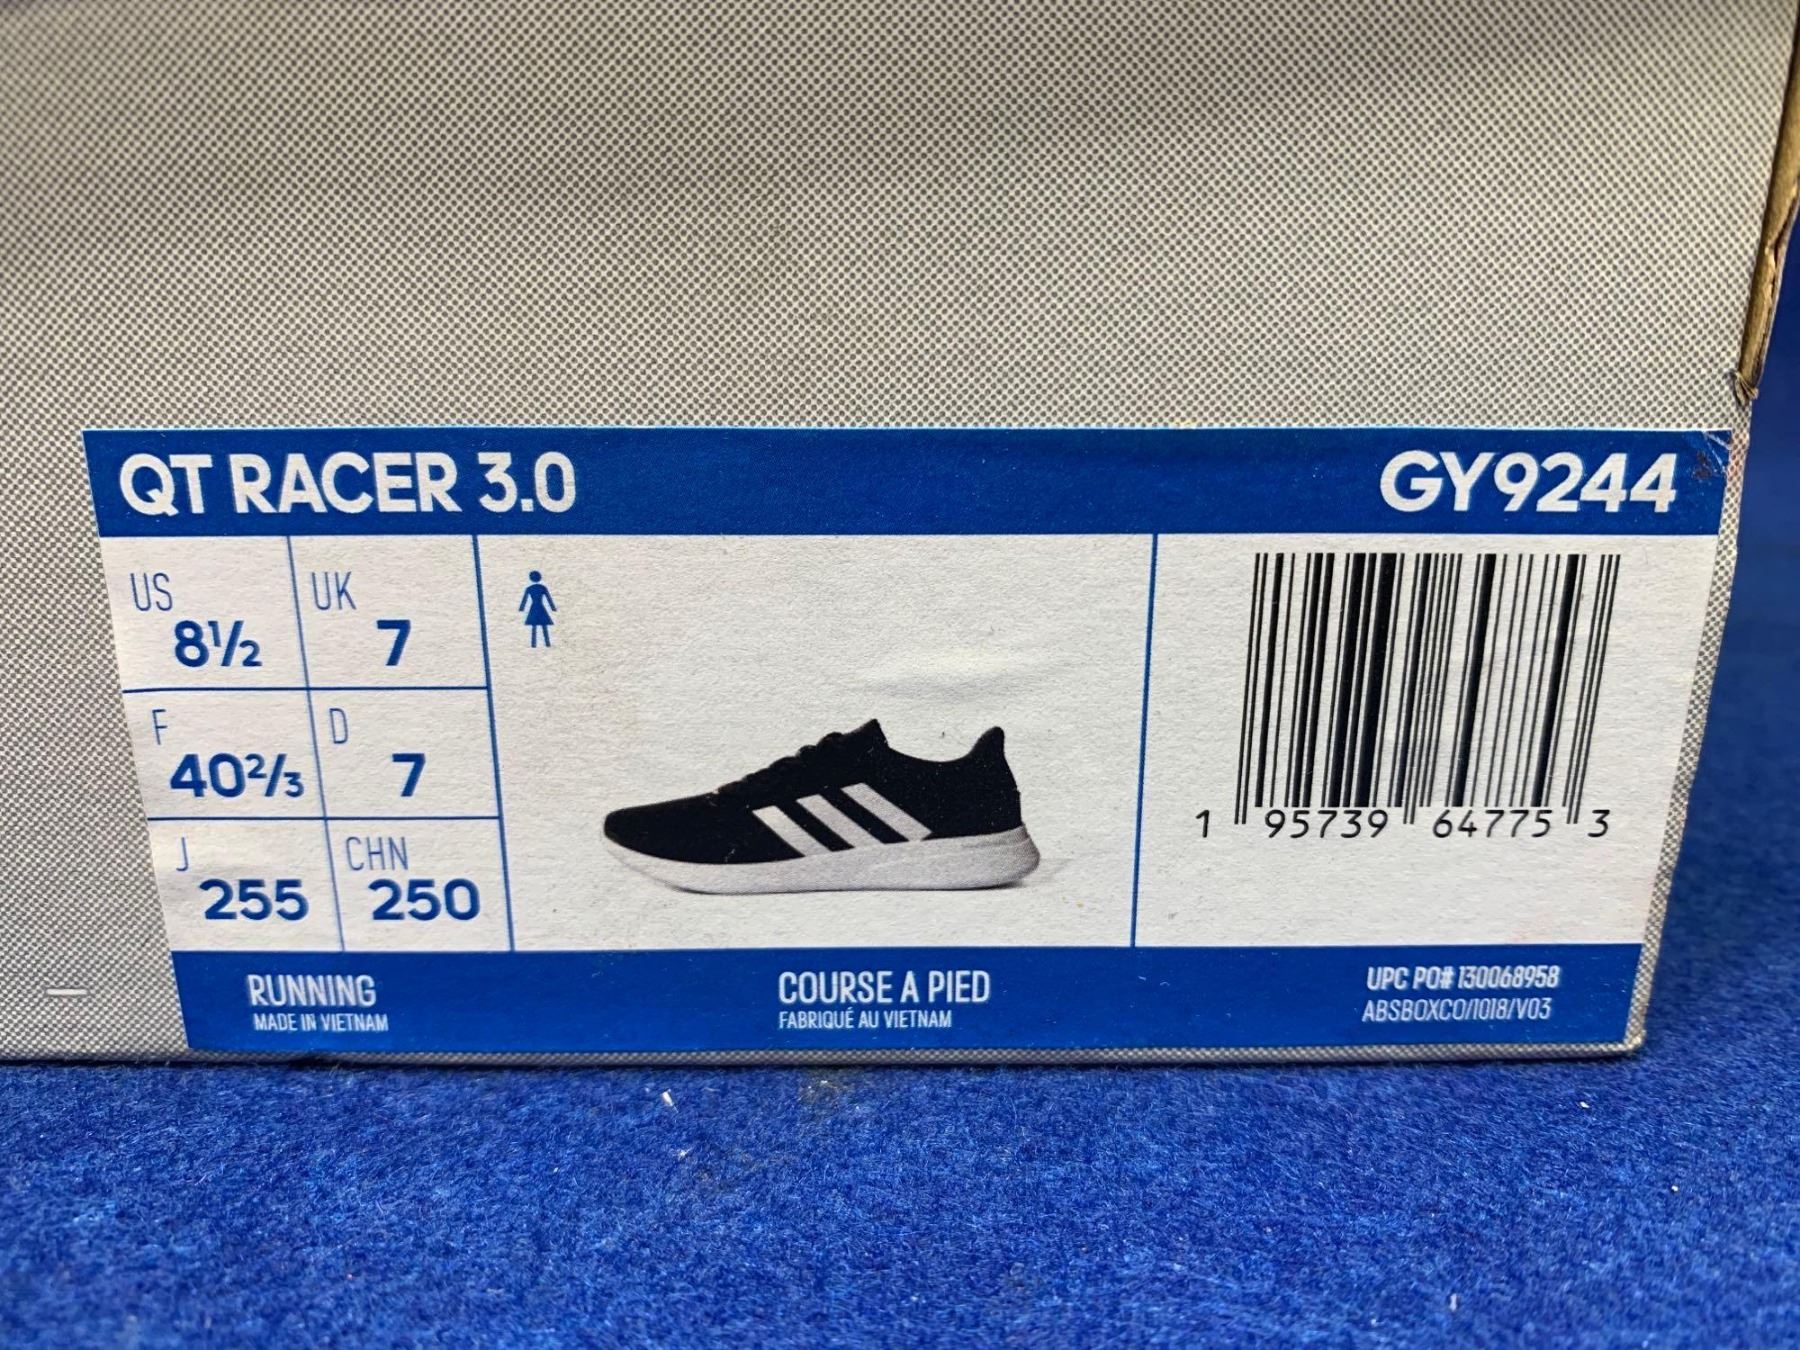 QT RACER 3.0 GY9244
US UK
8½ 7
F D
40⅔ 7
J CHN
255 250
1 95739 64775 3
RUNNING
MADE IN VIETNAM
COURSE A PIED
FABRIQUÉ AU VIETNAM
UPC PO# 130068958
ABSBOXCO/1018/V03